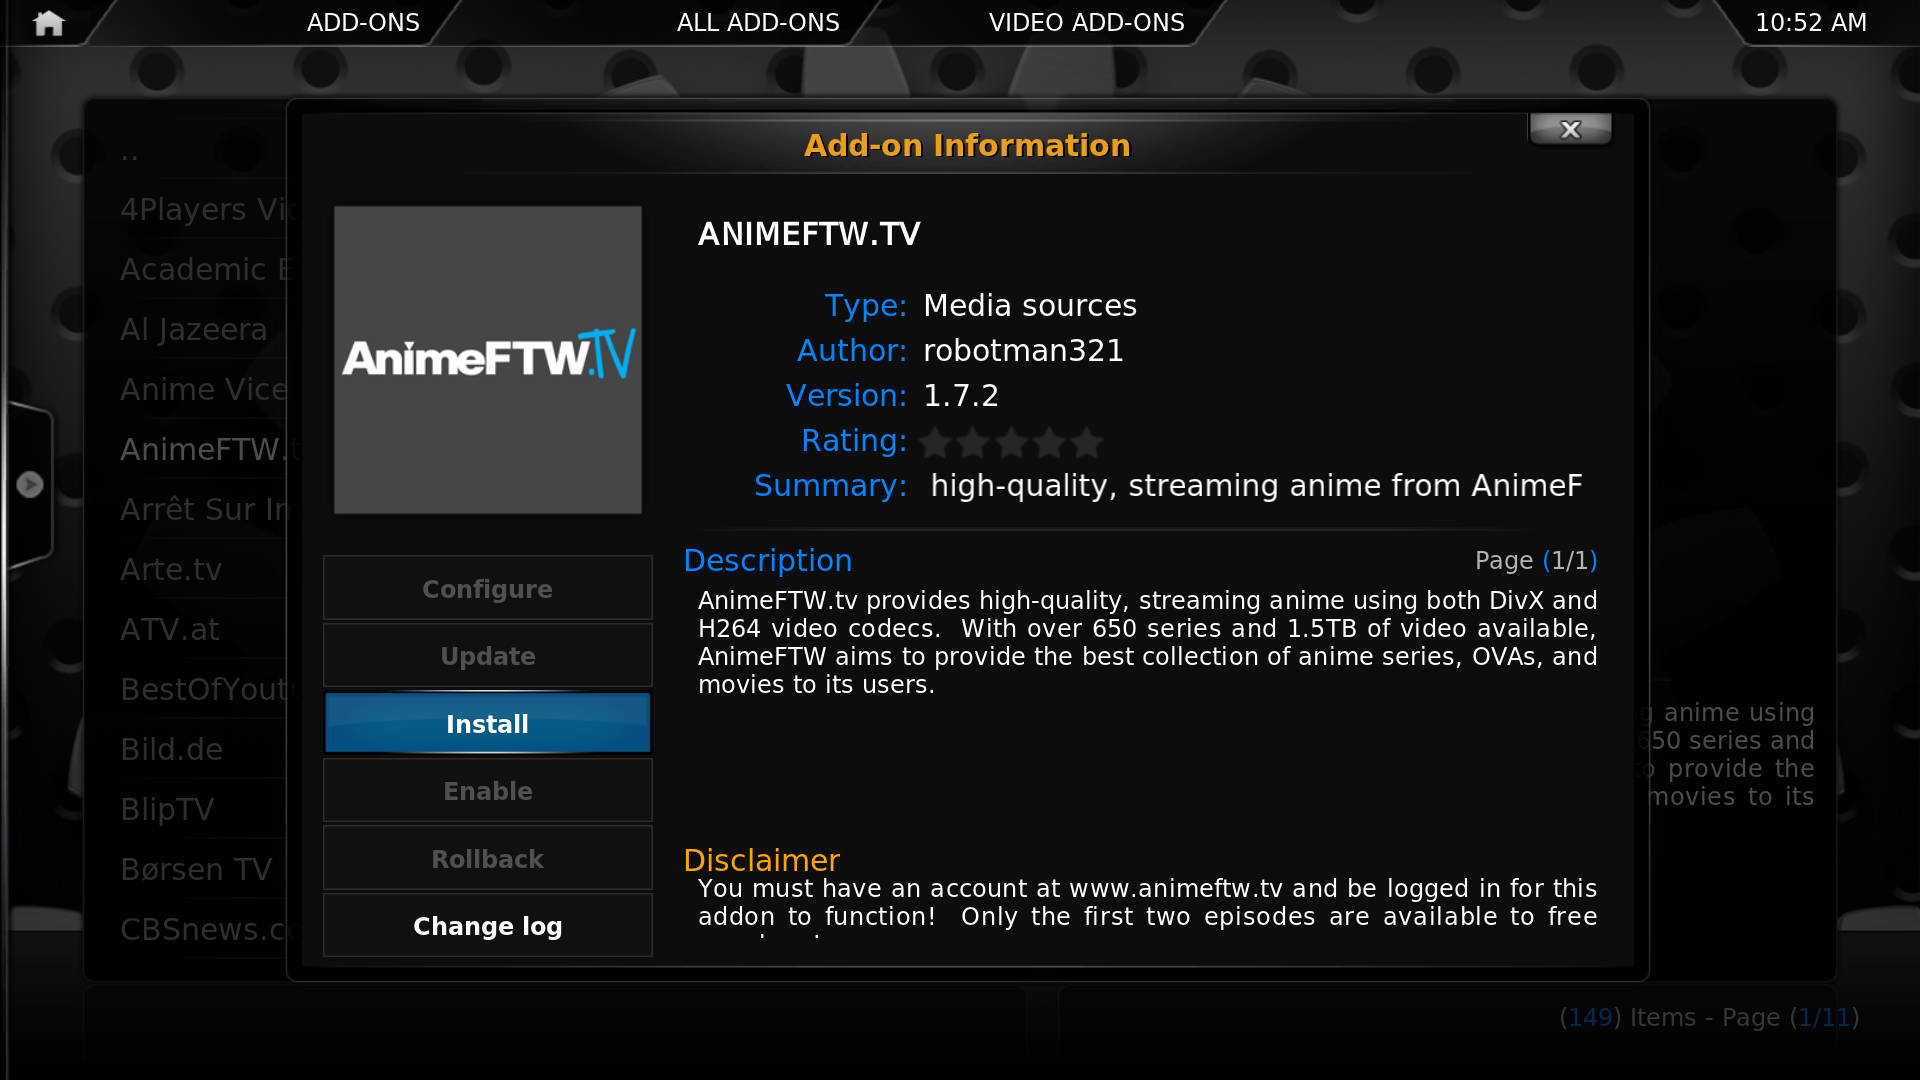 ADD-ONS
ALL ADD-ONS
VIDEO ADD-ONS
10:52 AM
Add-on Information
x
..
4Players
Academic
Al Jazeera
Anime Vice
AnimeFTW.
Arrêt Sur
Arte.tv
ATV.at
BestOfYout
Bild.de
BlipTV
Børsen TV
CBSnews.c
AnimeFTW.TV
Configure
Update
Install
Enable
Rollback
Change log
ANIMEFTW.TV
Type: Media sources
Author: robotman321
Version: 1.7.2
Rating:
Summary: high-quality, streaming anime from AnimeF
Description
Page (1/1)
AnimeFTW.tv provides high-quality, streaming anime using both DivX and
H264 video codecs.  With over 650 series and 1.5TB of video available,
AnimeFTW aims to provide the best collection of anime series, OVAs, and
movies to its users.
Disclaimer
You must have an account at www.animeftw.tv and be logged in for this
addon to function!  Only the first two episodes are available to free
anime using
650 series and
to provide the
movies to its
(149) Items - Page (1/11)